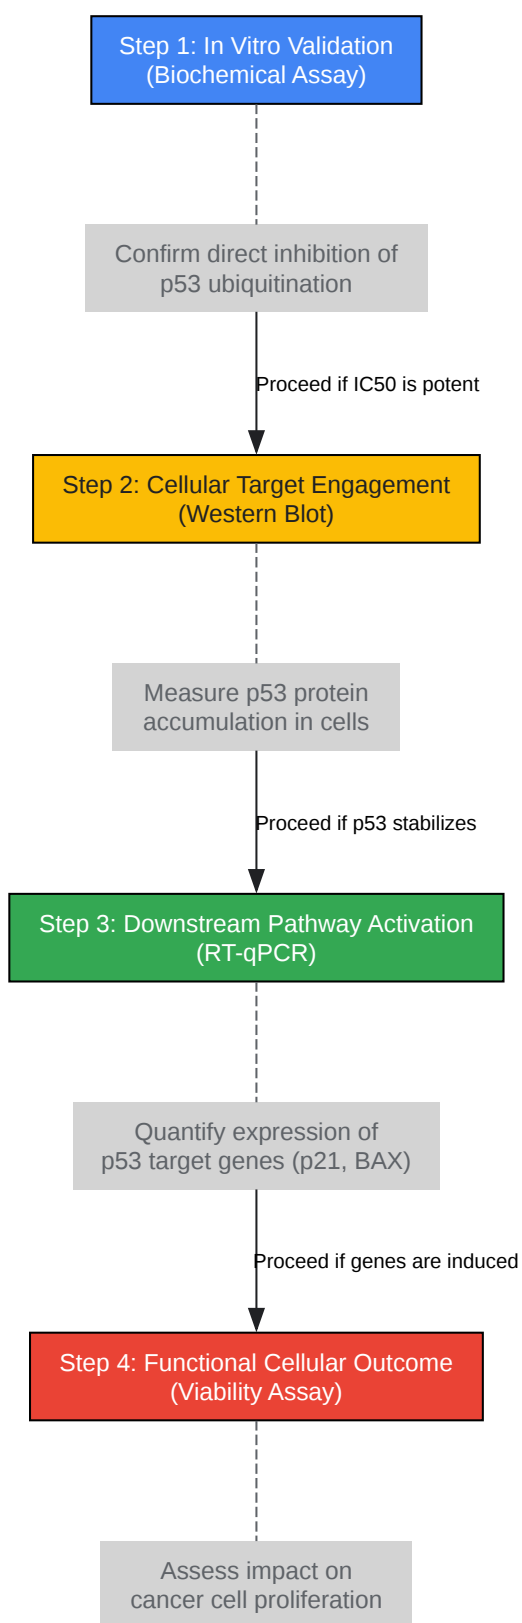 Step 1: In Vitro Validation
(Biochemical Assay)
Confirm direct inhibition of
p53 ubiquitination
Proceed if IC50 is potent
Step 2: Cellular Target Engagement
(Western Blot)
Measure p53 protein
accumulation in cells
Proceed if p53 stabilizes
Step 3: Downstream Pathway Activation
(RT-qPCR)
Quantify expression of
p53 target genes (p21, BAX)
Proceed if genes are induced
Step 4: Functional Cellular Outcome
(Viability Assay)
Assess impact on
cancer cell proliferation